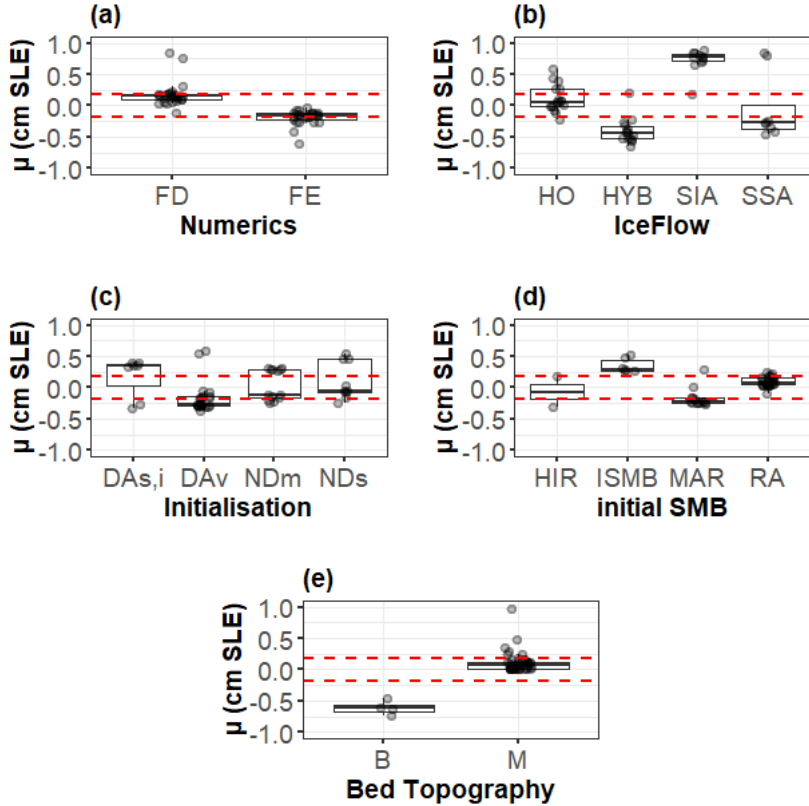 (a)
μ (cm SLE)
1.0
0.5
0.0
-0.5
-1.0
FD FE
Numerics
(b)
μ (cm SLE)
1.0
0.5
0.0
-0.5
-1.0
HO HYB SIA SSA
IceFlow
(c)
μ (cm SLE)
1.0
0.5
0.0
-0.5
-1.0
DAs,i DAv NDm NDs
Initialisation
(d)
μ (cm SLE)
1.0
0.5
0.0
-0.5
-1.0
HIR ISMB MAR RA
initial SMB
(e)
μ (cm SLE)
1.0
0.5
0.0
-0.5
-1.0
B M
Bed Topography